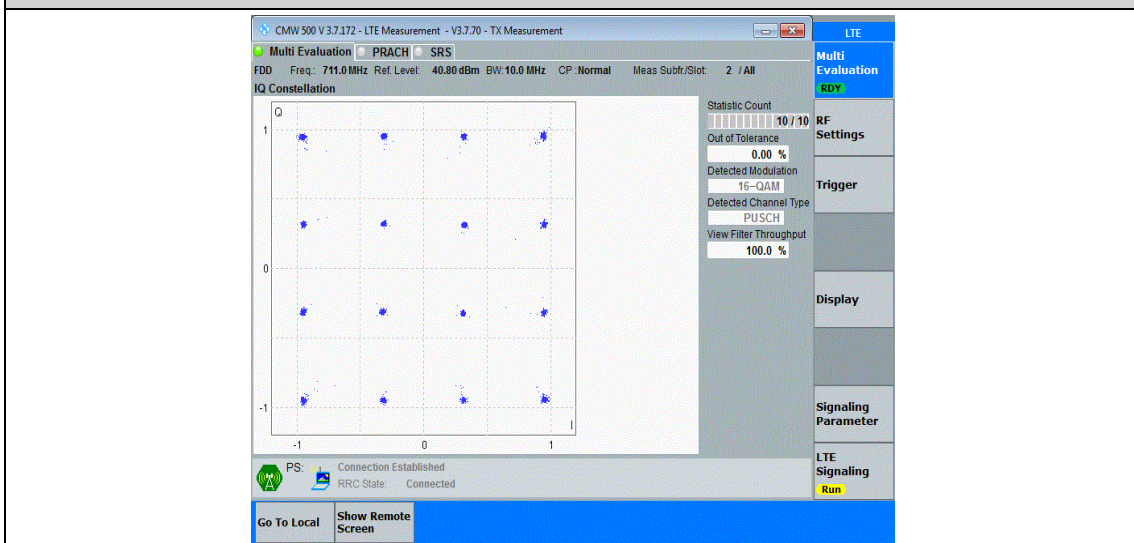 CMW 500 V 3.7.172 - LTE Measurement - V3.7.70 - TX Measurement
LTE
Multi Evaluation PRACH SRS
FDD Freq.: 711.0 MHz Ref. Level: 40.80 dBm BW: 10.0 MHz CP : Normal Meas Subfr./Slot: 2 / All
IQ Constellation
Q
1
0
-1
I
-1 0 1
Statistic Count
10 / 10
Out of Tolerance
0.00 %
Detected Modulation
16-QAM
Detected Channel Type
PUSCH
View Filter Throughput
100.0 %
Multi
Evaluation
RDY
RF
Settings
Trigger
Display
Signaling
Parameter
LTE
Signaling
Run
PS: Connection Established
RRC State: Connected
Go To Local
Show Remote
Screen